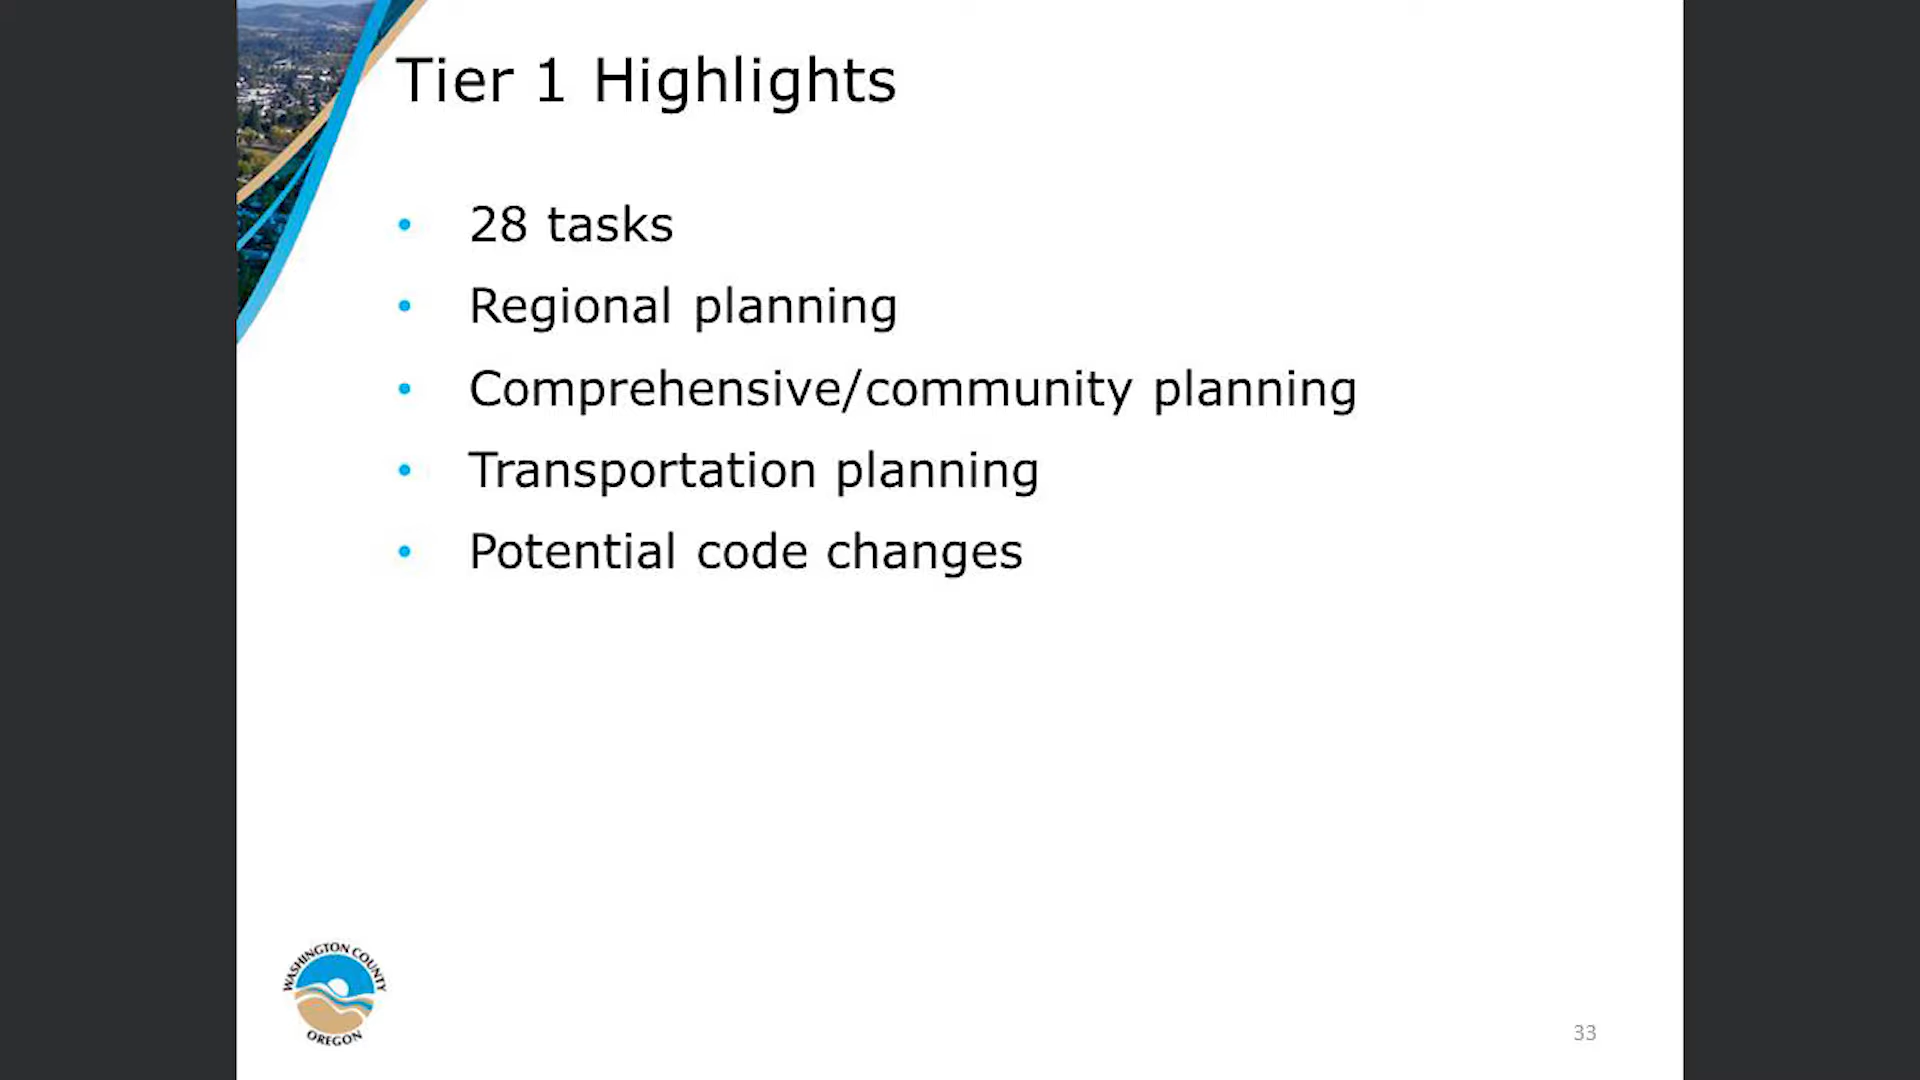 Tier 1 Highlights
• 28 tasks
• Regional planning
• Comprehensive/community planning
• Transportation planning
• Potential code changes
WASHINGTON COUNTY
OREGON
33